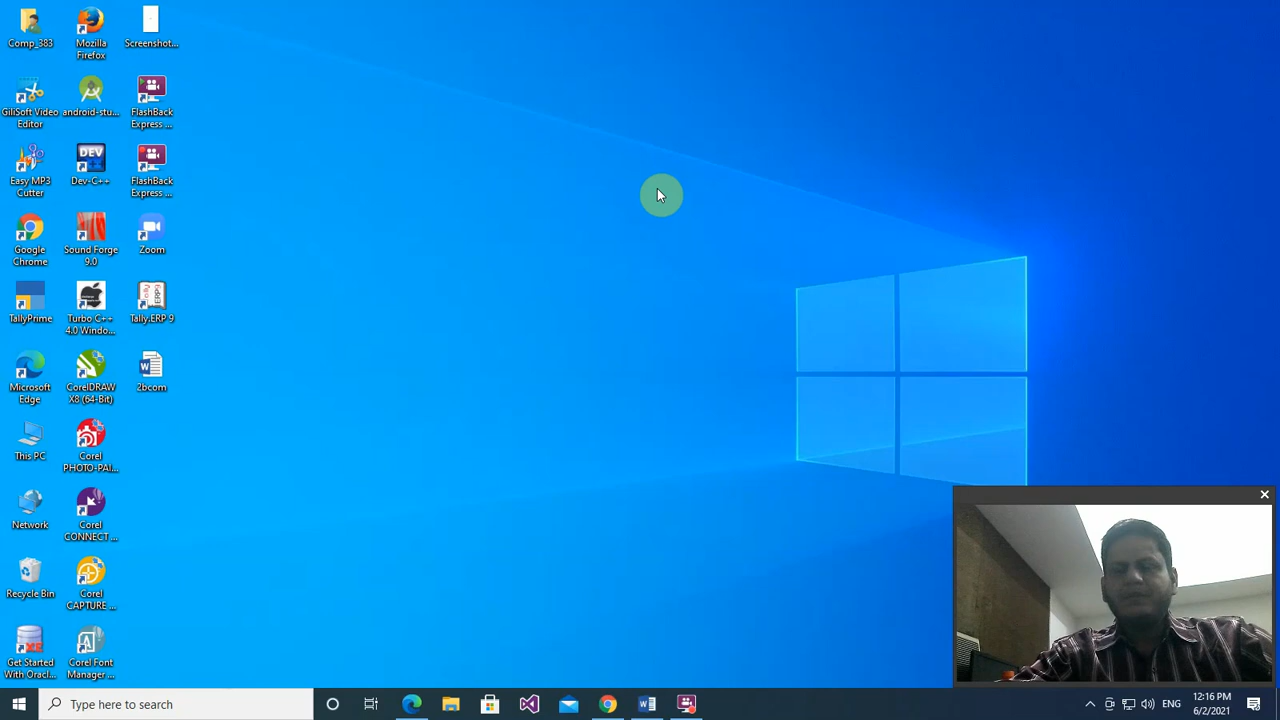 Comp_383
Mozilla
Firefox
Screenshot...
GiliSoft Video
Editor
android-stu...
FlashBack
Express ...
Easy MP3
Cutter
Dev-C++
DEV
FlashBack
Express ...
Google
Chrome
Sound Forge
9.0
Zoom
TallyPrime
Turbo C++
4.0 Windo...
Tally.ERP 9
Microsoft
Edge
CorelDRAW
X8 (64-Bit)
2bcom
This PC
Corel
PHOTO-PAI...
Network
Corel
CONNECT ...
Recycle Bin
Corel
CAPTURE ...
XE
Get Started
With Oracl...
Corel Font
Manager ...
Type here to search
ENG
12:16 PM
6/2/2021